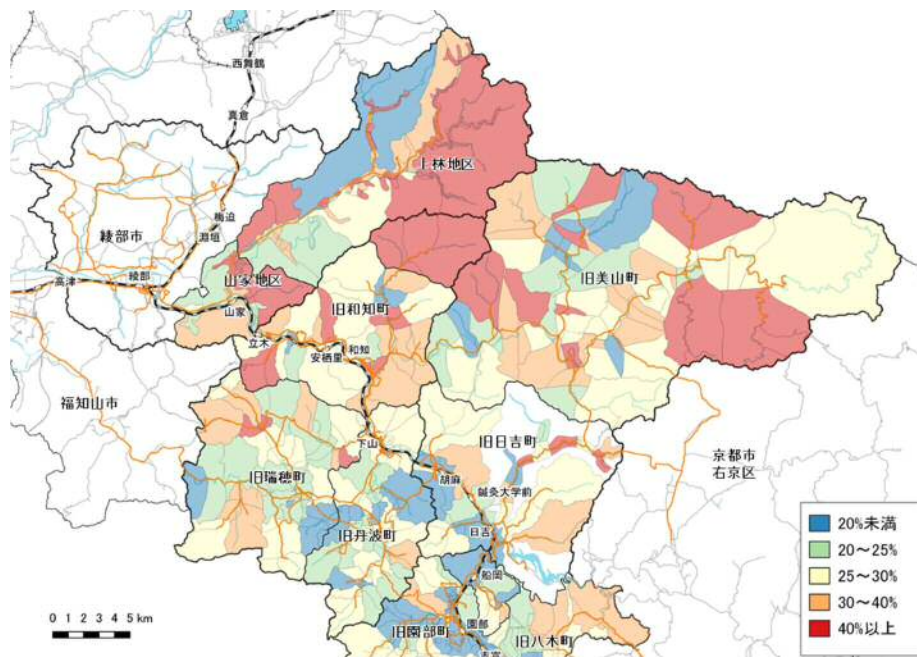 西舞鶴
真倉
上林地区
梅迫
綾部市
淵垣
旧美山町
高津
綾部
山家地区
山家
旧和知町
立木
和知
安栖里
福知山市
旧日吉町
京都市
右京区
下山
旧瑞穂町
胡麻
鍼灸大学前
旧丹波町
日吉
船岡
園部
旧園部町
旧八木町
20%未満
20～25%
25～30%
30～40%
40%以上
0 1 2 3 4 5 km